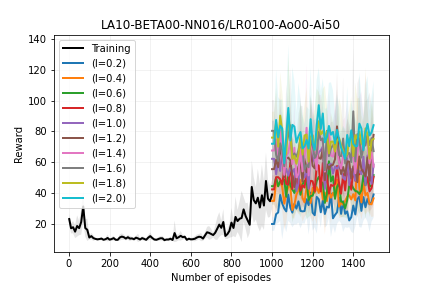 LA10-BETA00-NN016/LR0100-Ao00-Ai50
140
120
100
80
60
40
20
Reward
Training
(l=0.2)
(l=0.4)
(l=0.6)
(l=0.8)
(l=1.0)
(l=1.2)
(l=1.4)
(l=1.6)
(l=1.8)
(l=2.0)
0 200 400 600 800 1000 1200 1400
Number of episodes